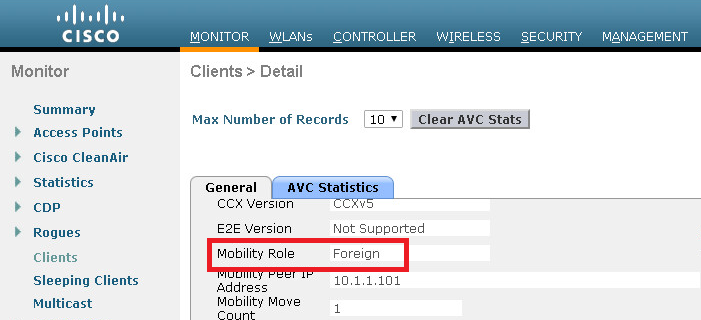 CISCO
MONITOR WLANs CONTROLLER WIRELESS SECURITY MANAGEMENT
Monitor
Summary
Access Points
Cisco CleanAir
Statistics
CDP
Rogues
Clients
Sleeping Clients
Multicast
Clients > Detail
Max Number of Records 10 Clear AVC Stats
General AVC Statistics
CCX Version CCXv5
E2E Version Not Supported
Mobility Role Foreign
Mobility Peer IP
Address 10.1.1.101
Mobility Move
Count 1